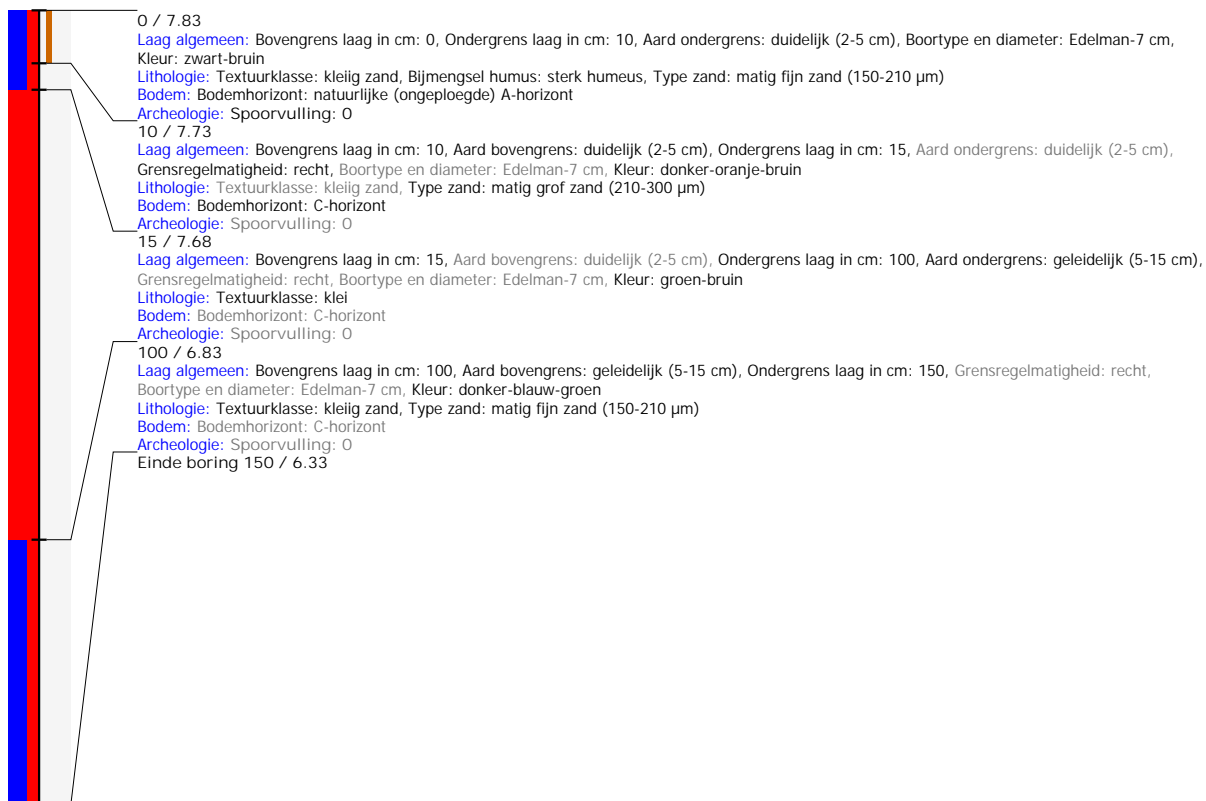 0 / 7.83
Laag algemeen: Bovengrens laag in cm: 0, Ondergrens laag in cm: 10, Aard ondergrens: duidelijk (2-5 cm), Boortype en diameter: Edelman-7 cm,
Kleur: zwart-bruin
Lithologie: Textuurklasse: kleiig zand, Bijmengsel humus: sterk humeus, Type zand: matig fijn zand (150-210 µm)
Bodem: Bodemhorizont: natuurlijke (ongeploegde) A-horizont
Archeologie: Spoorvulling: 0
10 / 7.73
Laag algemeen: Bovengrens laag in cm: 10, Aard bovengrens: duidelijk (2-5 cm), Ondergrens laag in cm: 15, Aard ondergrens: duidelijk (2-5 cm),
Grensregelmatigheid: recht, Boortype en diameter: Edelman-7 cm, Kleur: donker-oranje-bruin
Lithologie: Textuurklasse: kleiig zand, Type zand: matig grof zand (210-300 µm)
Bodem: Bodemhorizont: C-horizont
Archeologie: Spoorvulling: 0
15 / 7.68
Laag algemeen: Bovengrens laag in cm: 15, Aard bovengrens: duidelijk (2-5 cm), Ondergrens laag in cm: 100, Aard ondergrens: geleidelijk (5-15 cm),
Grensregelmatigheid: recht, Boortype en diameter: Edelman-7 cm, Kleur: groen-bruin
Lithologie: Textuurklasse: klei
Bodem: Bodemhorizont: C-horizont
Archeologie: Spoorvulling: 0
100 / 6.83
Laag algemeen: Bovengrens laag in cm: 100, Aard bovengrens: geleidelijk (5-15 cm), Ondergrens laag in cm: 150, Grensregelmatigheid: recht,
Boortype en diameter: Edelman-7 cm, Kleur: donker-blauw-groen
Lithologie: Textuurklasse: kleiig zand, Type zand: matig fijn zand (150-210 µm)
Bodem: Bodemhorizont: C-horizont
Archeologie: Spoorvulling: 0
Einde boring 150 / 6.33